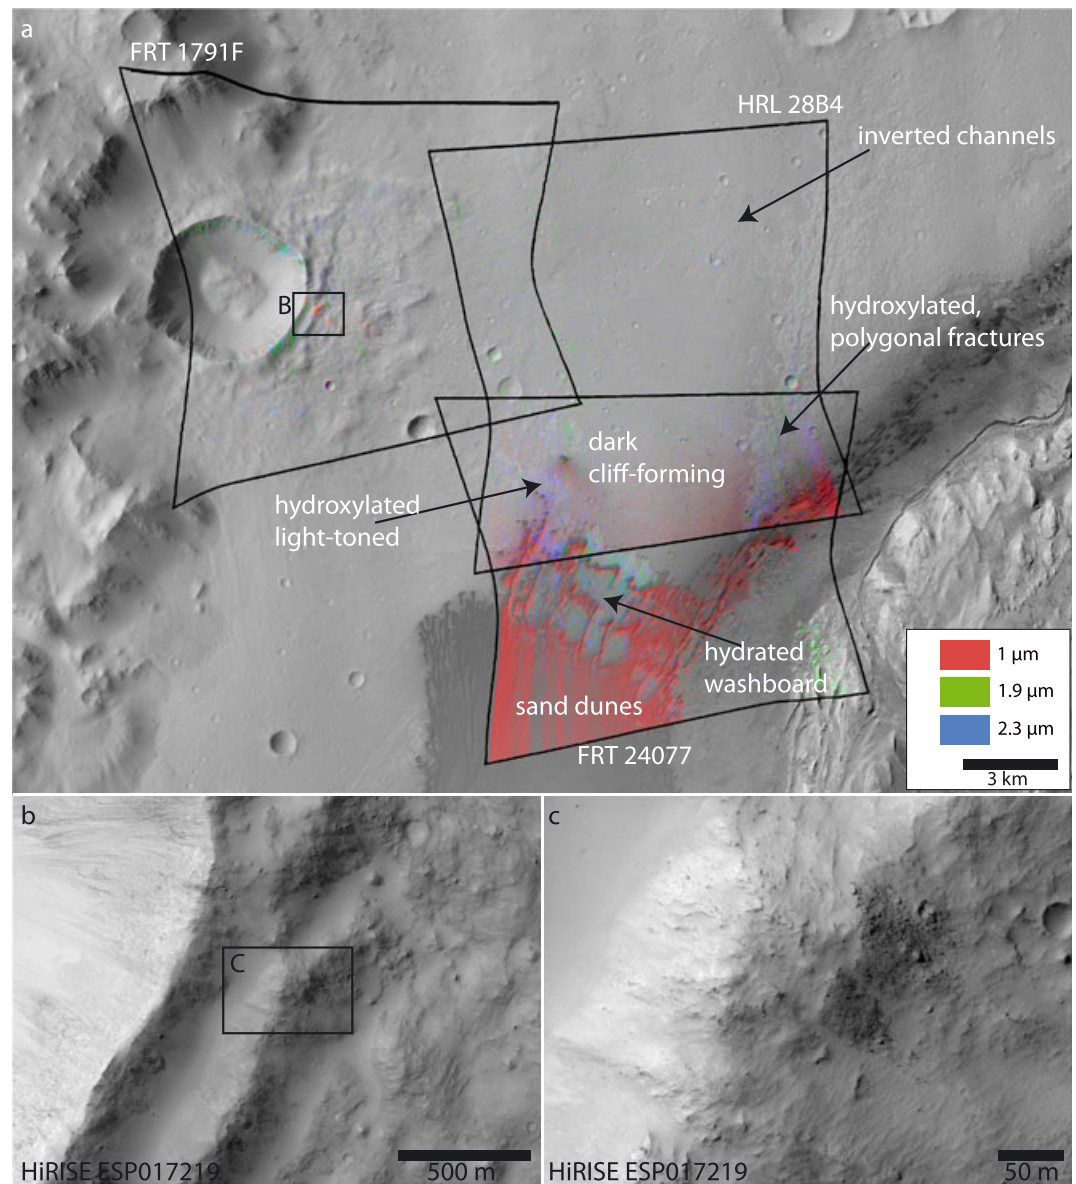 a
FRT 1791F
HRL 28B4
inverted channels
B
hydroxylated,
polygonal fractures
dark
cliff-forming
hydroxylated
light-toned
hydrated
washboard
sand dunes
FRT 24077
1 µm
1.9 µm
2.3 µm
3 km
b
C
HiRISE ESP017219
500 m
c
HiRISE ESP017219
50 m